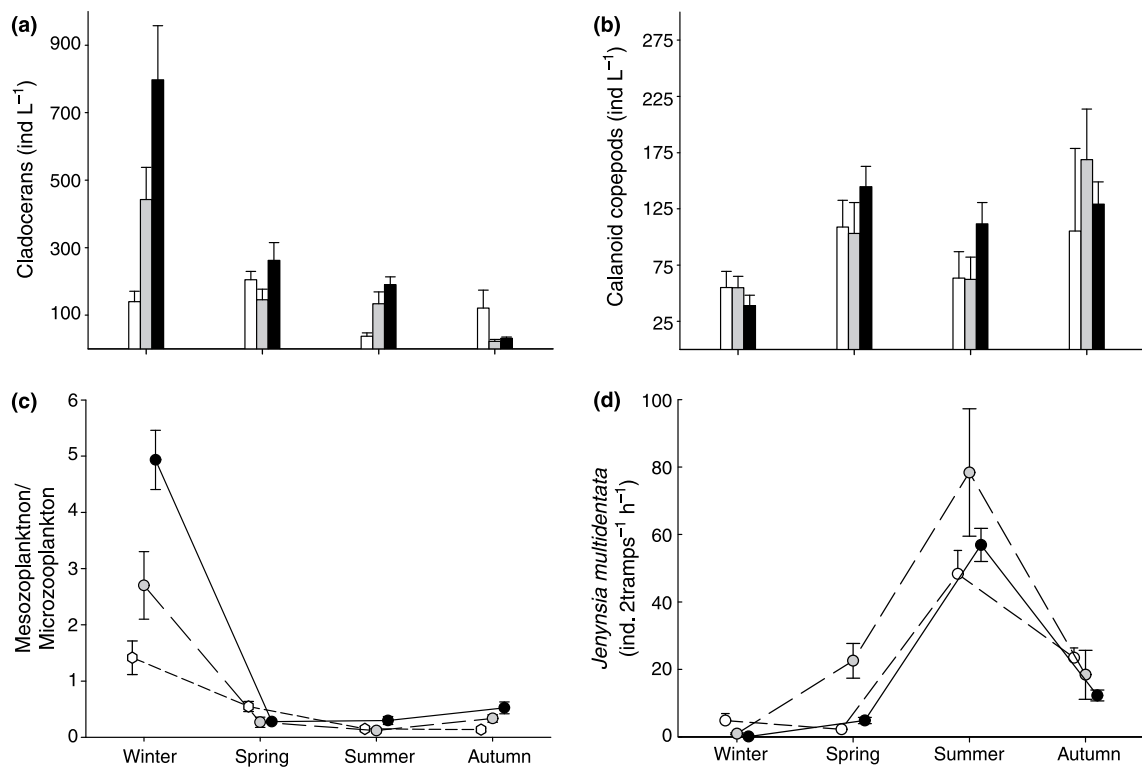 (a)
900
700
500
300
100
Cladocerans (ind L⁻¹)
(b)
275
225
175
125
75
25
Calanoid copepods (ind L⁻¹)
(c)
6
5
4
3
2
1
0
Mesozoplanktnon/
Microzooplankton
Winter Spring Summer Autumn
(d)
100
80
60
40
20
0
Jenynsia multidentata
(ind. 2tramps⁻¹ h⁻¹)
Winter Spring Summer Autumn